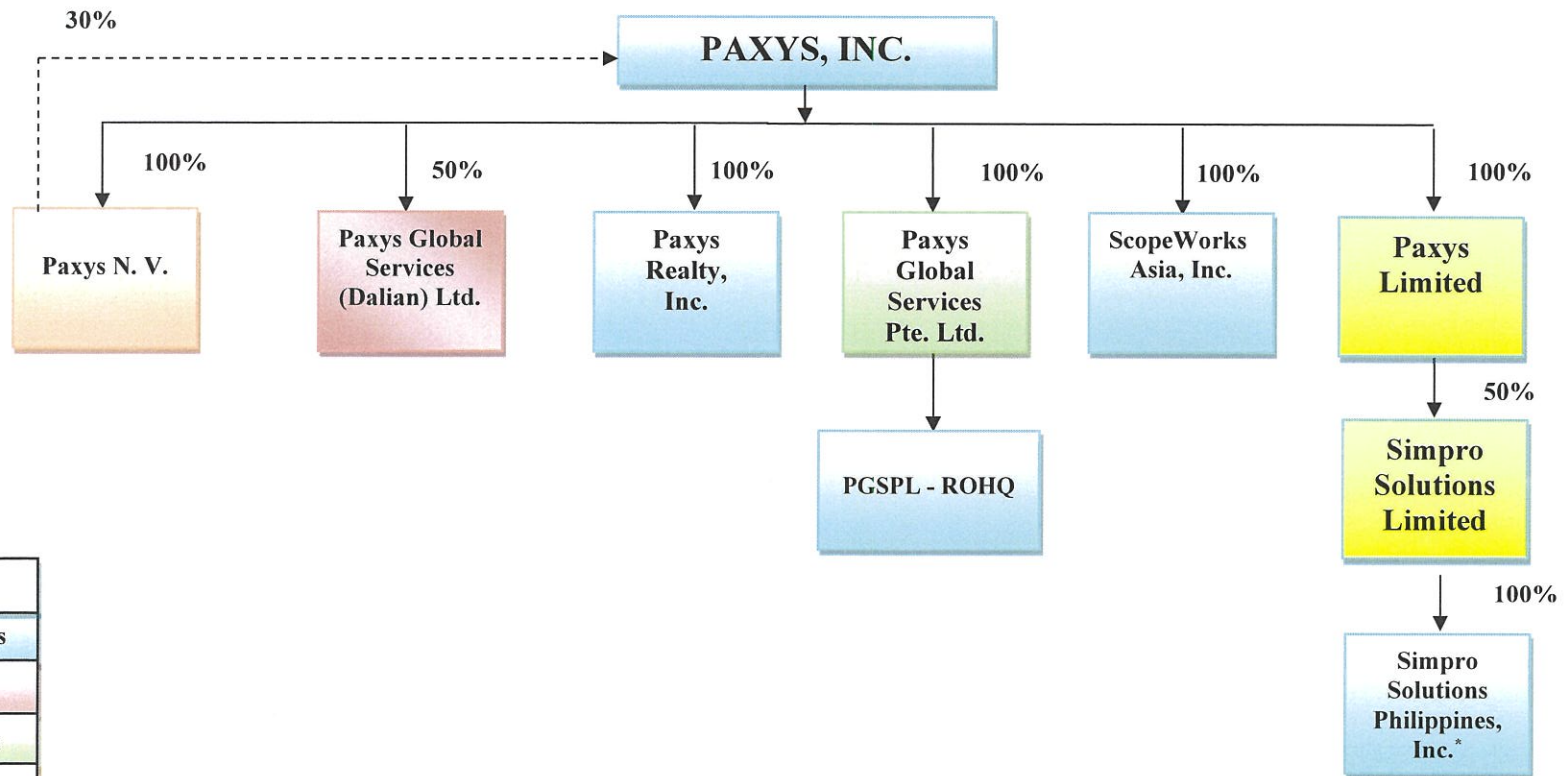 30%
PAXYS, INC.
100%
50%
100%
100%
100%
100%
Paxys N. V.
Paxys Global
Services
(Dalian) Ltd.
Paxys
Realty,
Inc.
Paxys
Global
Services
Pte. Ltd.
ScopeWorks
Asia, Inc.
Paxys
Limited
50%
PGSPL - ROHQ
Simpro
Solutions
Limited
100%
s
Simpro
Solutions
Philippines,
Inc.*